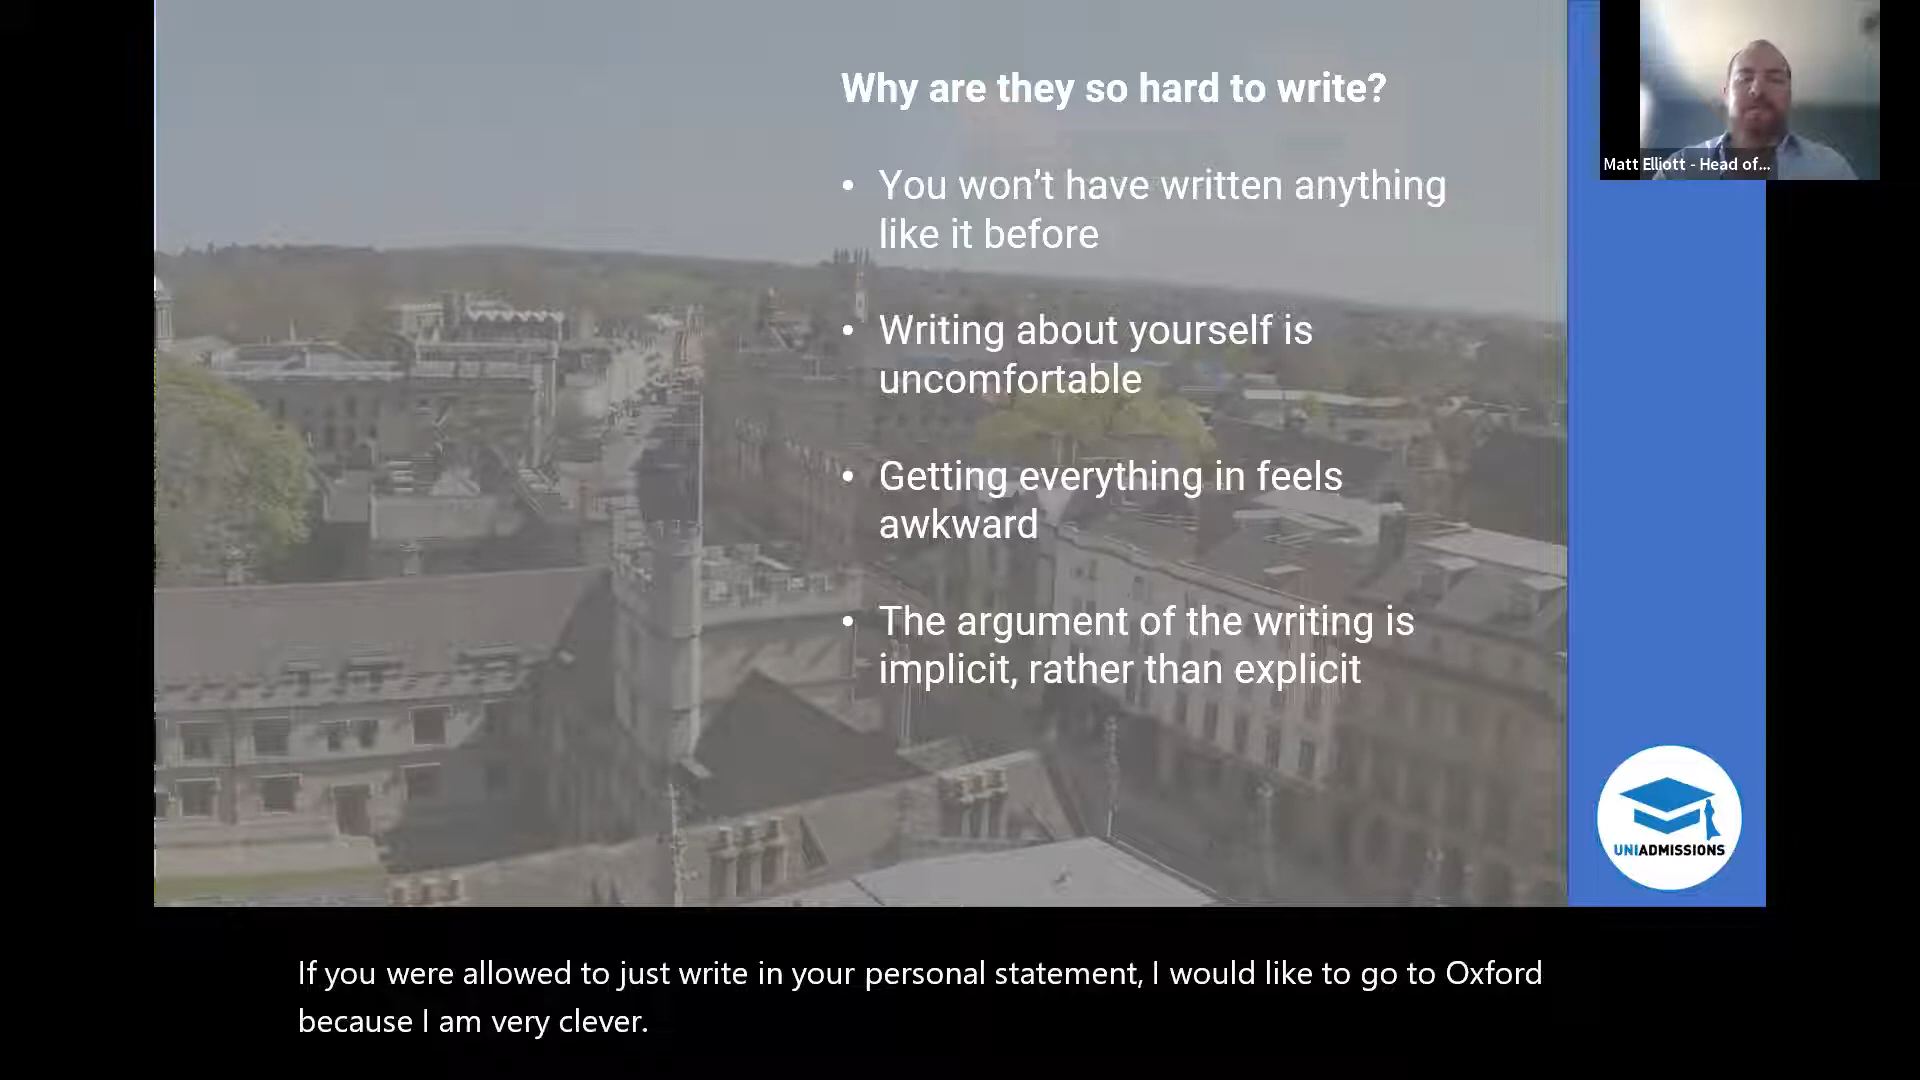 Why are they so hard to write?
• You won’t have written anything
like it before
• Writing about yourself is
uncomfortable
• Getting everything in feels
awkward
• The argument of the writing is
implicit, rather than explicit
Matt Elliott - Head of...
UNIADMISSIONS
If you were allowed to just write in your personal statement, I would like to go to Oxford
because I am very clever.